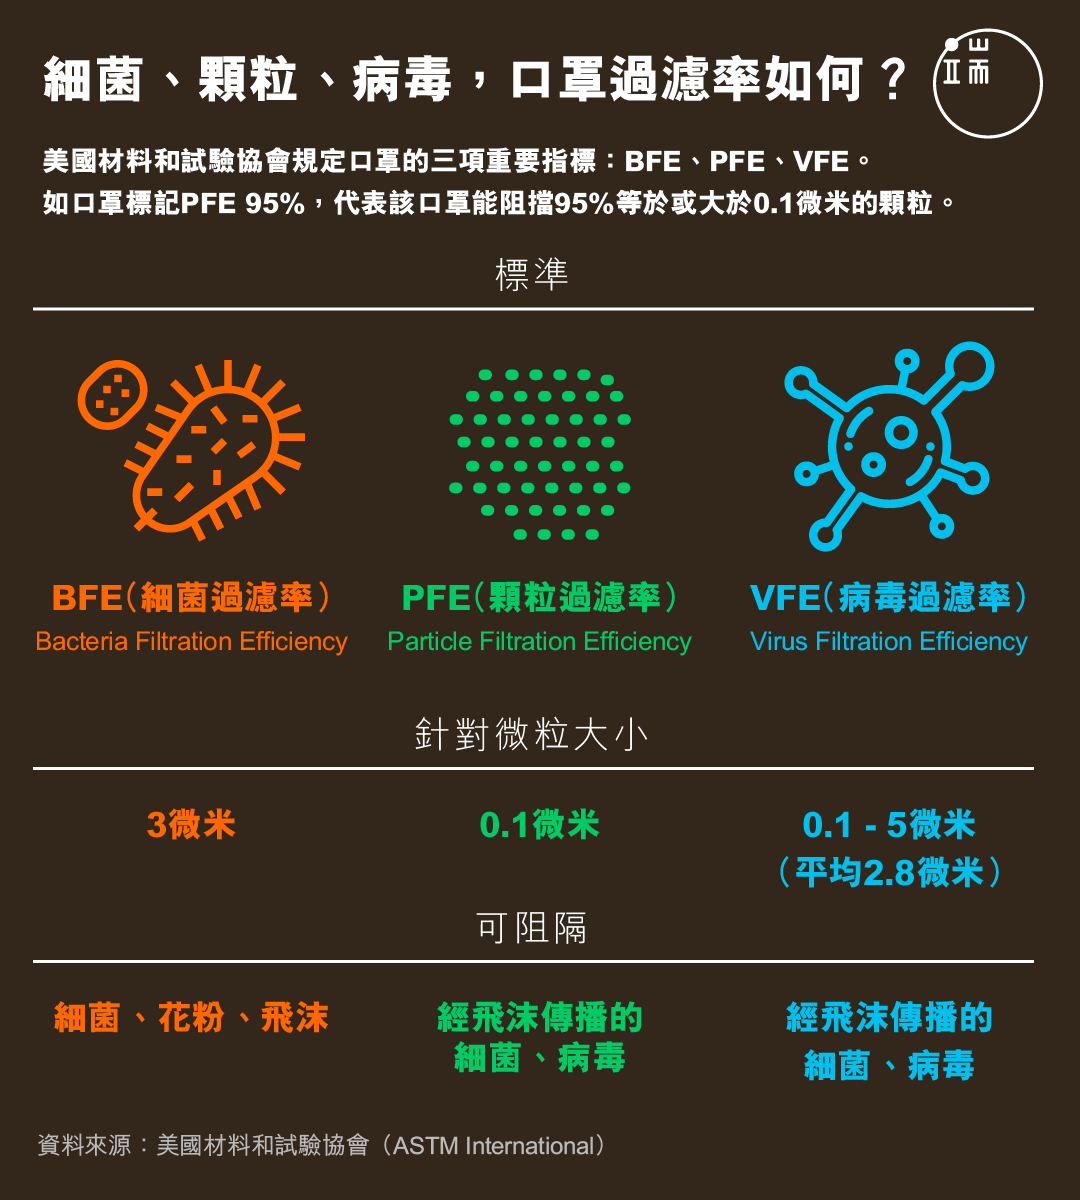 細菌、顆粒、病毒，口罩過濾率如何？
美國材料和試驗協會規定口罩的三項重要指標：BFE、PFE、VFE。
如口罩標記PFE 95%，代表該口罩能阻擋95%等於或大於0.1微米的顆粒。
標準
BFE（細菌過濾率）
Bacteria Filtration Efficiency
PFE（顆粒過濾率）
Particle Filtration Efficiency
VFE（病毒過濾率）
Virus Filtration Efficiency
針對微粒大小
3微米
0.1微米
0.1 - 5微米
（平均2.8微米）
可阻隔
細菌、花粉、飛沫
經飛沫傳播的
細菌、病毒
經飛沫傳播的
細菌、病毒
資料來源：美國材料和試驗協會（ASTM International）